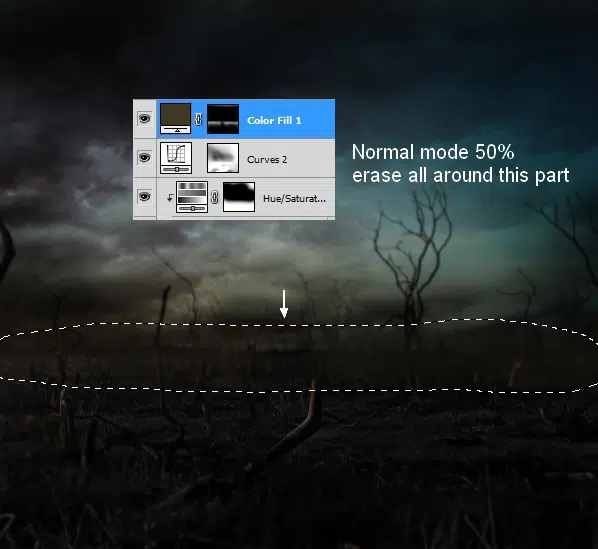 Color Fill 1
Curves 2
Hue/Saturat...
Normal mode 50%
erase all around this part